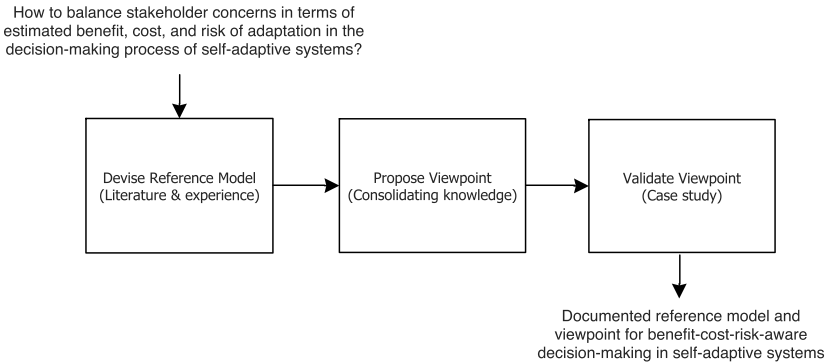 How to balance stakeholder concerns in terms of
estimated benefit, cost, and risk of adaptation in the
decision-making process of self-adaptive systems?
Devise Reference Model
(Literature & experience)
Propose Viewpoint
(Consolidating knowledge)
Validate Viewpoint
(Case study)
Documented reference model and
viewpoint for benefit-cost-risk-aware
decision-making in self-adaptive systems